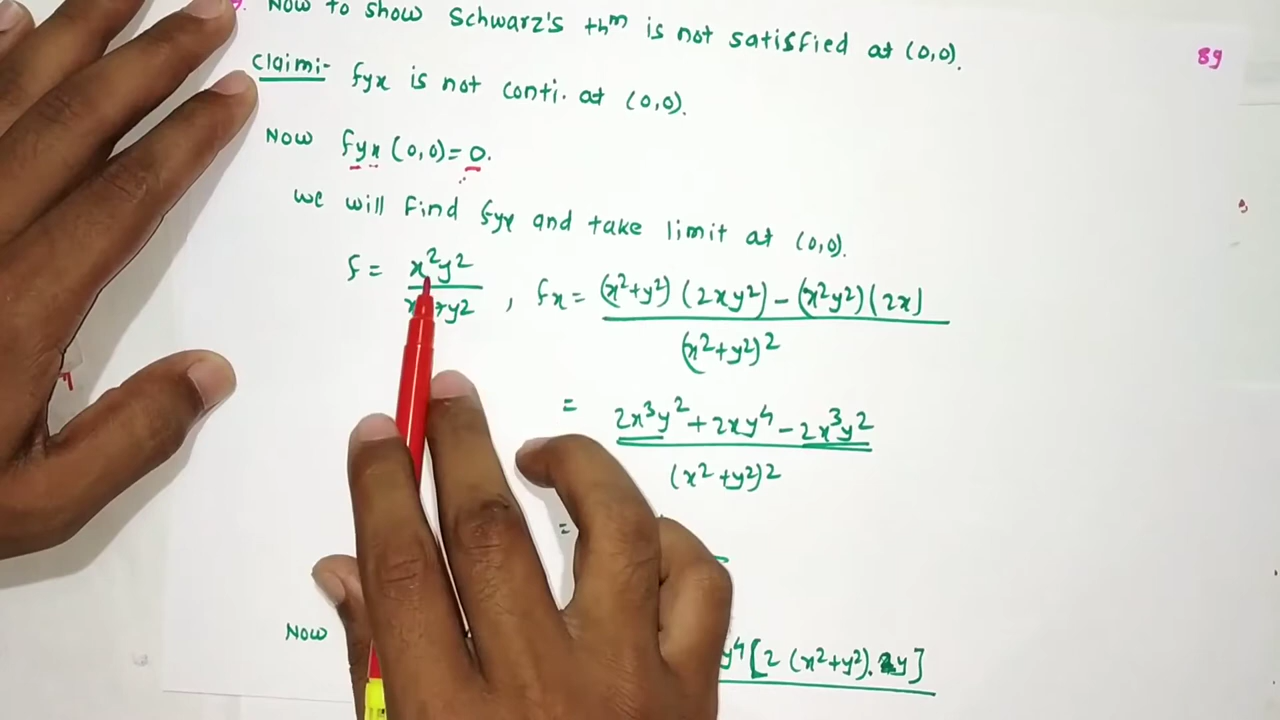 Now to show Schwarz's thm is not satisfied at (0,0).
89
Claim:- fyx is not conti. at (0,0).
Now fyx (0,0) = 0.
we will find fyx and take limit at (0,0).
f = x²y² / x²+y² , fx = (x²+y²) (2xy²) - (x²y²) (2x) / (x²+y²)²
= 2x³y² + 2xy⁴ - 2x³y² / (x²+y²)²
=
Now y⁴ [2 (x²+y²). 2y]